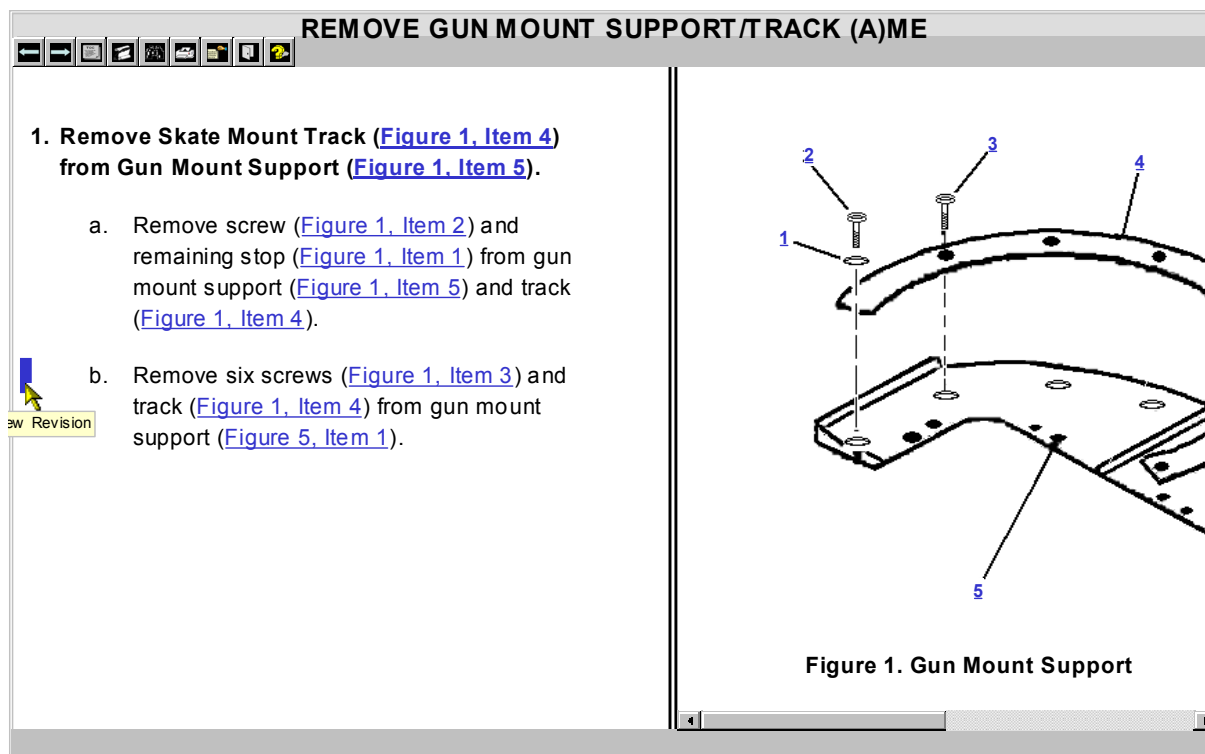 REMOVE GUN MOUNT SUPPORT/TRACK (A)ME
1. Remove Skate Mount Track (Figure 1, Item 4)
from Gun Mount Support (Figure 1, Item 5).
a. Remove screw (Figure 1, Item 2) and
remaining stop (Figure 1, Item 1) from gun
mount support (Figure 1, Item 5) and track
(Figure 1, Item 4).
b. Remove six screws (Figure 1, Item 3) and
track (Figure 1, Item 4) from gun mount
support (Figure 5, Item 1).
ew Revision
2
3
4
1
5
Figure 1. Gun Mount Support